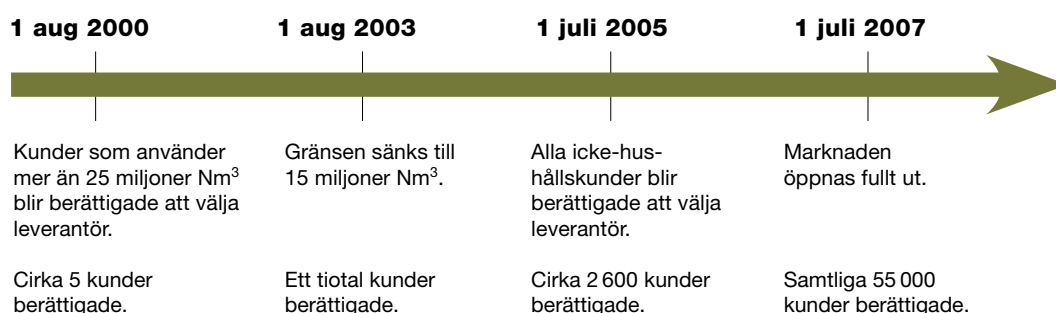 1 aug 2000
Kunder som använder
mer än 25 miljoner Nm³
blir berättigade att välja
leverantör.
Cirka 5 kunder
berättigade.
1 aug 2003
Gränsen sänks till
15 miljoner Nm³.
Ett tiotal kunder
berättigade.
1 juli 2005
Alla icke-hus-
hållskunder blir
berättigade att välja
leverantör.
Cirka 2 600 kunder
berättigade.
1 juli 2007
Marknaden
öppnas fullt ut.
Samtliga 55 000
kunder berättigade.